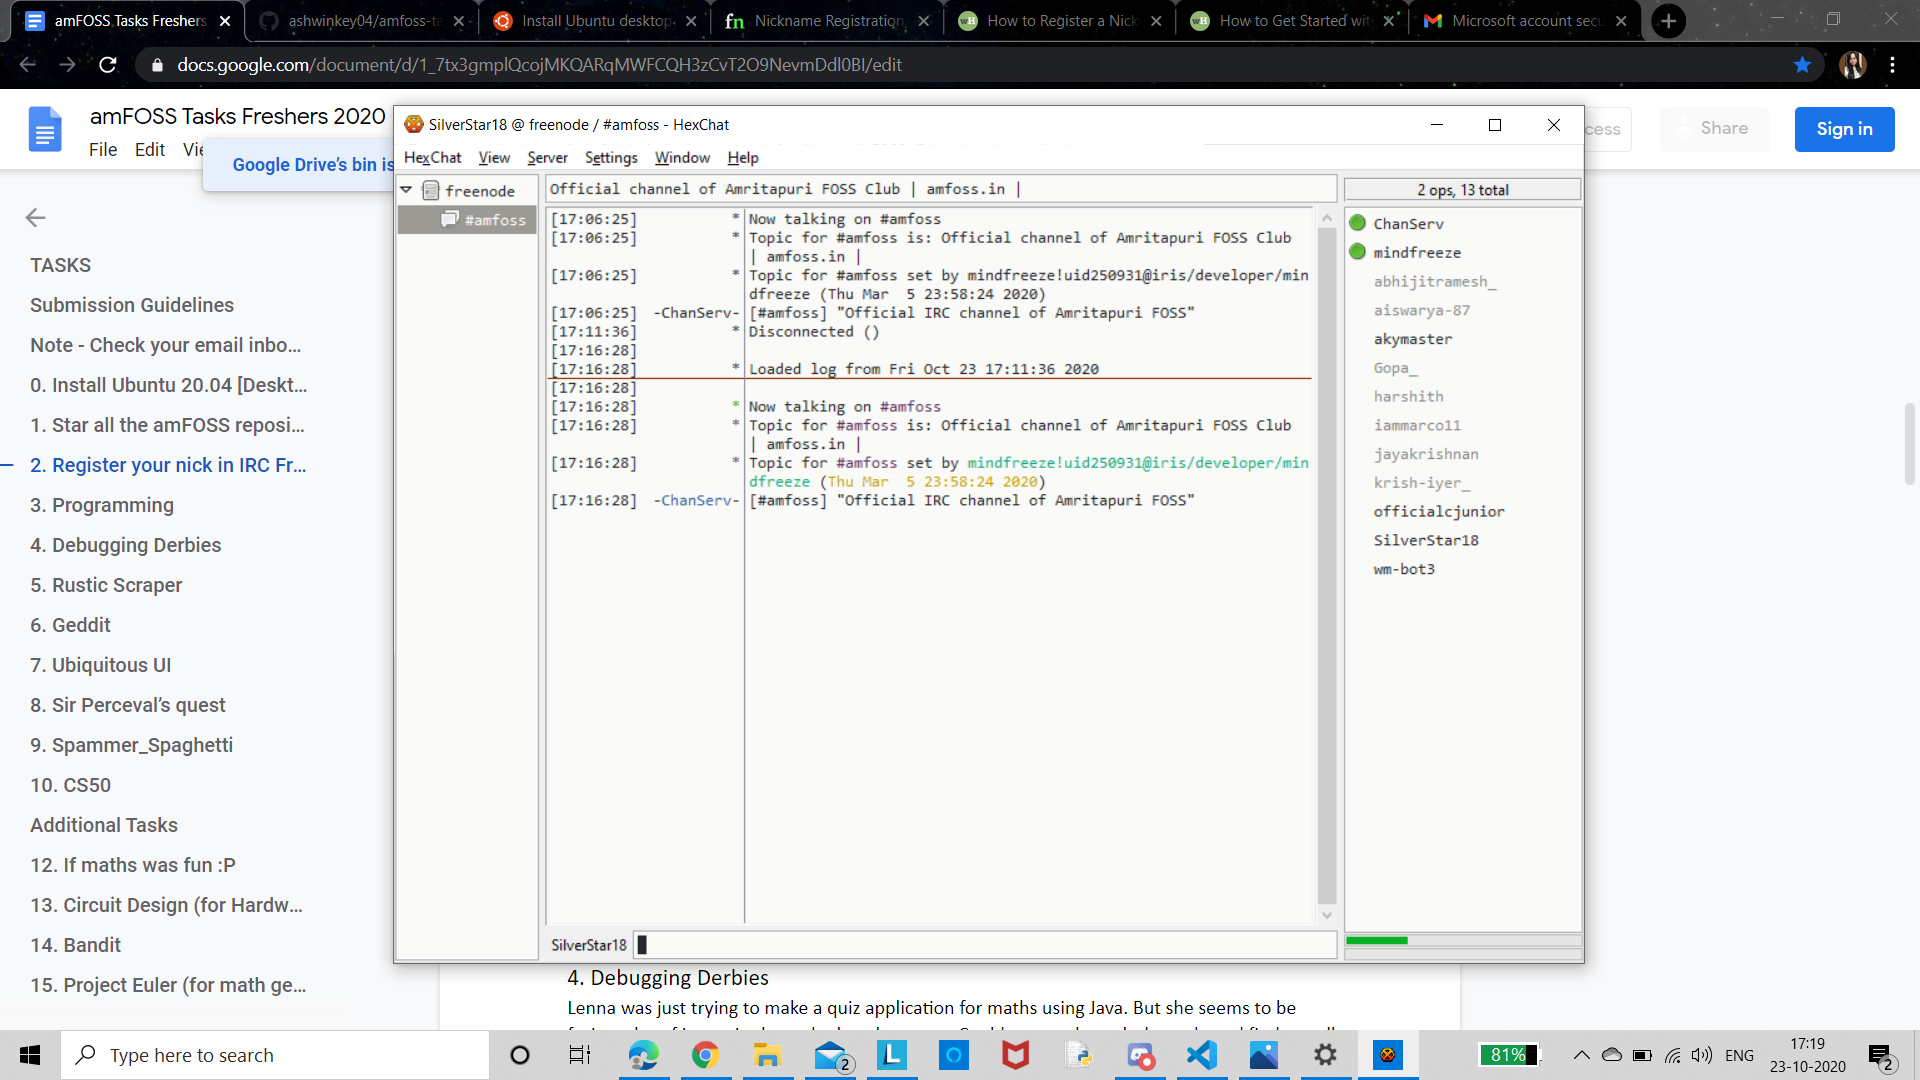 amFOSS Tasks Freshers
ashwinkey04/amfoss-ta
Install Ubuntu desktop
fn Nickname Registration
wH How to Register a Nick
wH How to Get Started wit
Microsoft account secu
docs.google.com/document/d/1_7tx3gmplQcojMKQARqMWFCQH3zCvT2O9NevmDdl0BI/edit
amFOSS Tasks Freshers 2020
File Edit
Google Drive's bin is
Share
Sign in
TASKS
Submission Guidelines
Note - Check your email inbo...
0. Install Ubuntu 20.04 [Deskt...
1. Star all the amFOSS reposi...
2. Register your nick in IRC Fr...
3. Programming
4. Debugging Derbies
5. Rustic Scraper
6. Geddit
7. Ubiquitous UI
8. Sir Perceval's quest
9. Spammer_Spaghetti
10. CS50
Additional Tasks
12. If maths was fun :P
13. Circuit Design (for Hardw...
14. Bandit
15. Project Euler (for math ge...
SilverStar18 @ freenode / #amfoss - HexChat
HexChat View Server Settings Window Help
freenode
#amfoss
Official channel of Amritapuri FOSS Club | amfoss.in |
[17:06:25] * Now talking on #amfoss
[17:06:25] * Topic for #amfoss is: Official channel of Amritapuri FOSS Club
| amfoss.in |
[17:06:25] * Topic for #amfoss set by mindfreeze!uid250931@iris/developer/min
dfreeze (Thu Mar 5 23:58:24 2020)
[17:06:25] -ChanServ- [#amfoss] "Official IRC channel of Amritapuri FOSS"
[17:11:36] * Disconnected ()
[17:16:28]
[17:16:28] * Loaded log from Fri Oct 23 17:11:36 2020
[17:16:28]
[17:16:28] * Now talking on #amfoss
[17:16:28] * Topic for #amfoss is: Official channel of Amritapuri FOSS Club
| amfoss.in |
[17:16:28] * Topic for #amfoss set by mindfreeze!uid250931@iris/developer/min
dfreeze (Thu Mar 5 23:58:24 2020)
[17:16:28] -ChanServ- [#amfoss] "Official IRC channel of Amritapuri FOSS"
2 ops, 13 total
ChanServ
mindfreeze
abhijitramesh_
aiswarya-87
akymaster
Gopa_
harshith
iammarco11
jayakrishnan
krish-iyer_
officialcjunior
SilverStar18
wm-bot3
SilverStar18
4. Debugging Derbies
Lenna was just trying to make a quiz application for maths using Java. But she seems to be
Type here to search
2
L
81%
ENG
17:19
23-10-2020
2